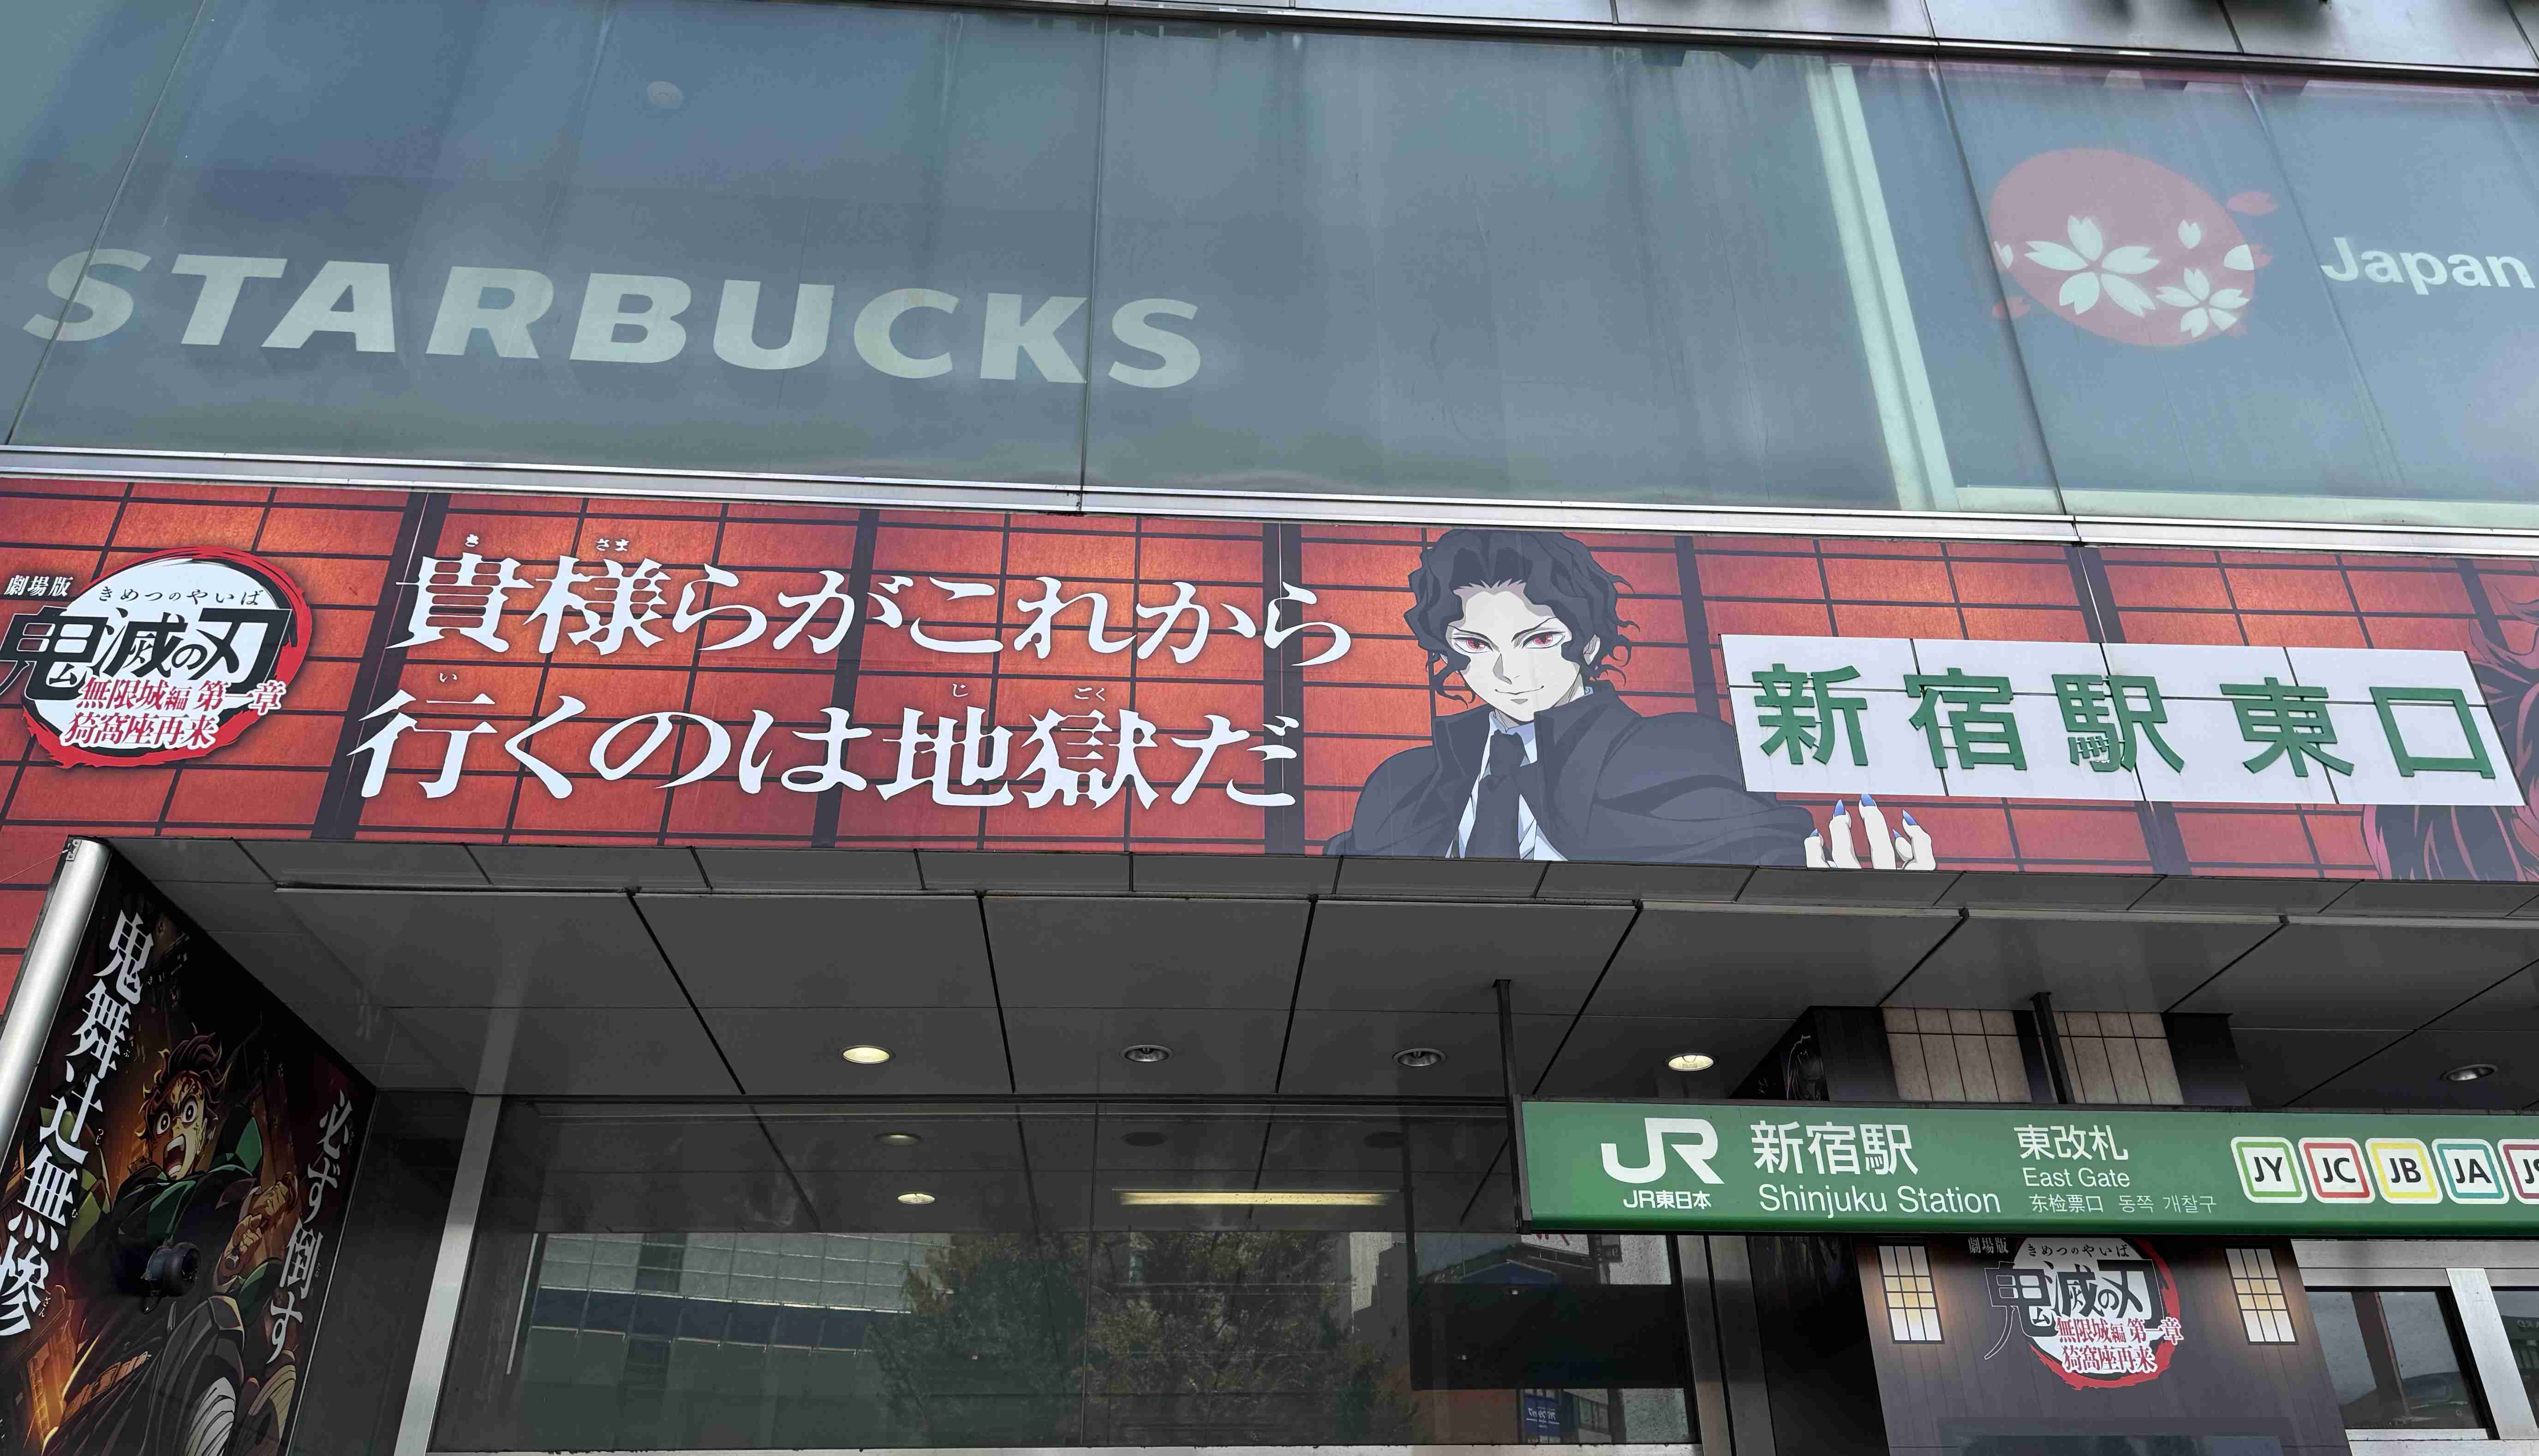 STARBUCKS
Japan
劇場版
きめつのやいば
鬼滅の刃
無限城編 第一章
猗窩座再来
きさま
貴様らがこれから
いじごく
行くのは地獄だ
新宿駅東口
鬼舞辻無惨
必ず倒す
JR
JR東日本
新宿駅
Shinjuku Station
東改札
East Gate
东检票口 동쪽 개찰구
JY JC JB JA
劇場版
きめつのやいば
鬼滅の刃
無限城編 第一章
猗窩座再来